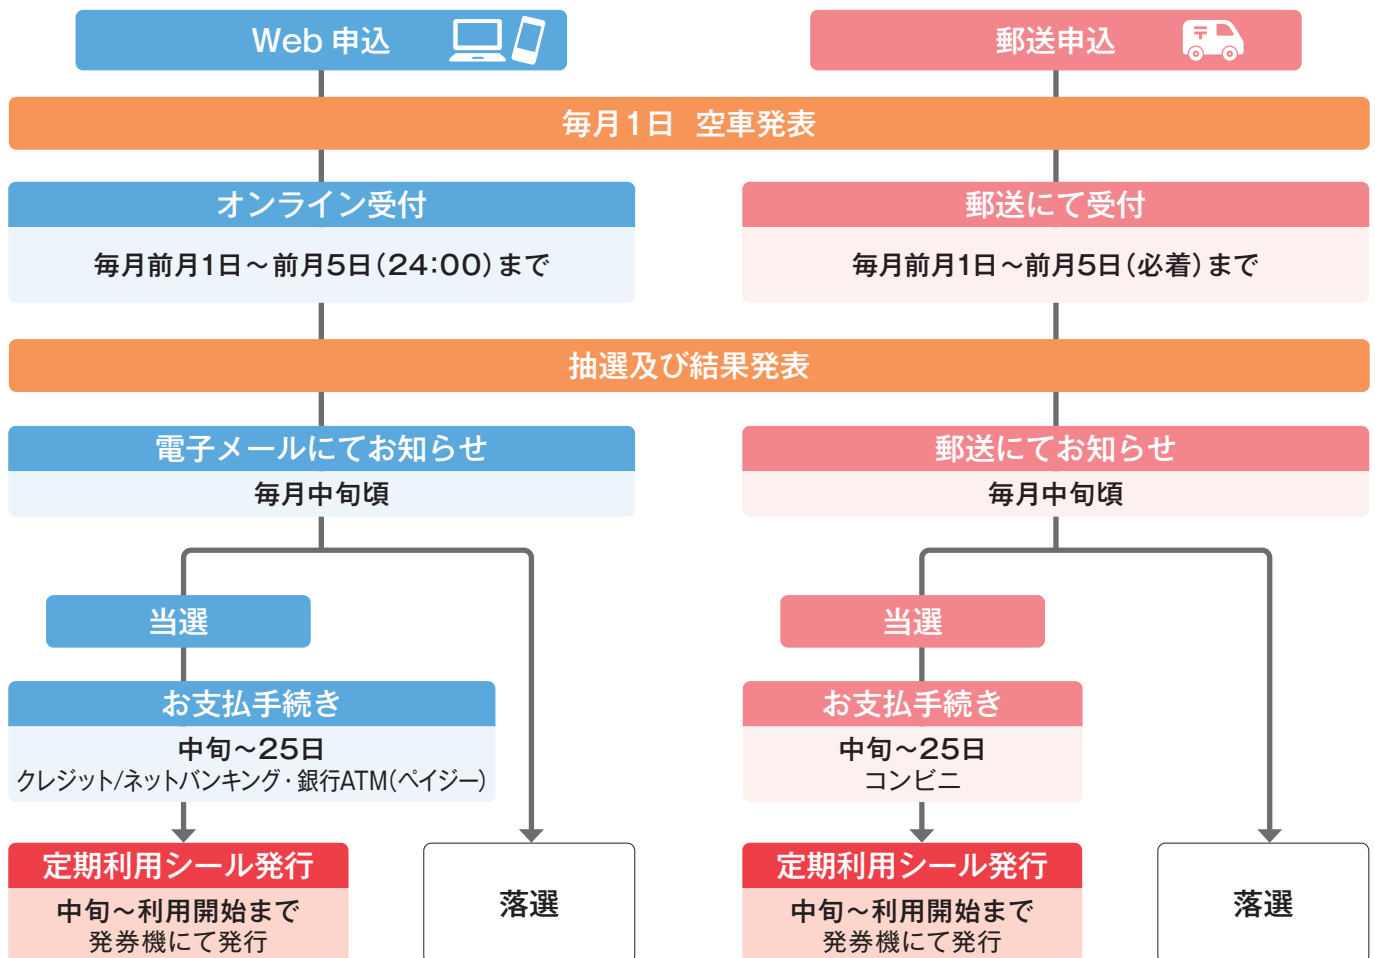 Web 申込
郵送申込
毎月1日 空車発表
オンライン受付
毎月前月1日～前月5日(24:00)まで
郵送にて受付
毎月前月1日～前月5日(必着)まで
抽選及び結果発表
電子メールにてお知らせ
毎月中旬頃
郵送にてお知らせ
毎月中旬頃
当選
お支払手続き
中旬～25日
クレジット/ネットバンキング・銀行ATM(ペイジー)
定期利用シール発行
中旬～利用開始まで
発券機にて発行
落選
当選
お支払手続き
中旬～25日
コンビニ
定期利用シール発行
中旬～利用開始まで
発券機にて発行
落選